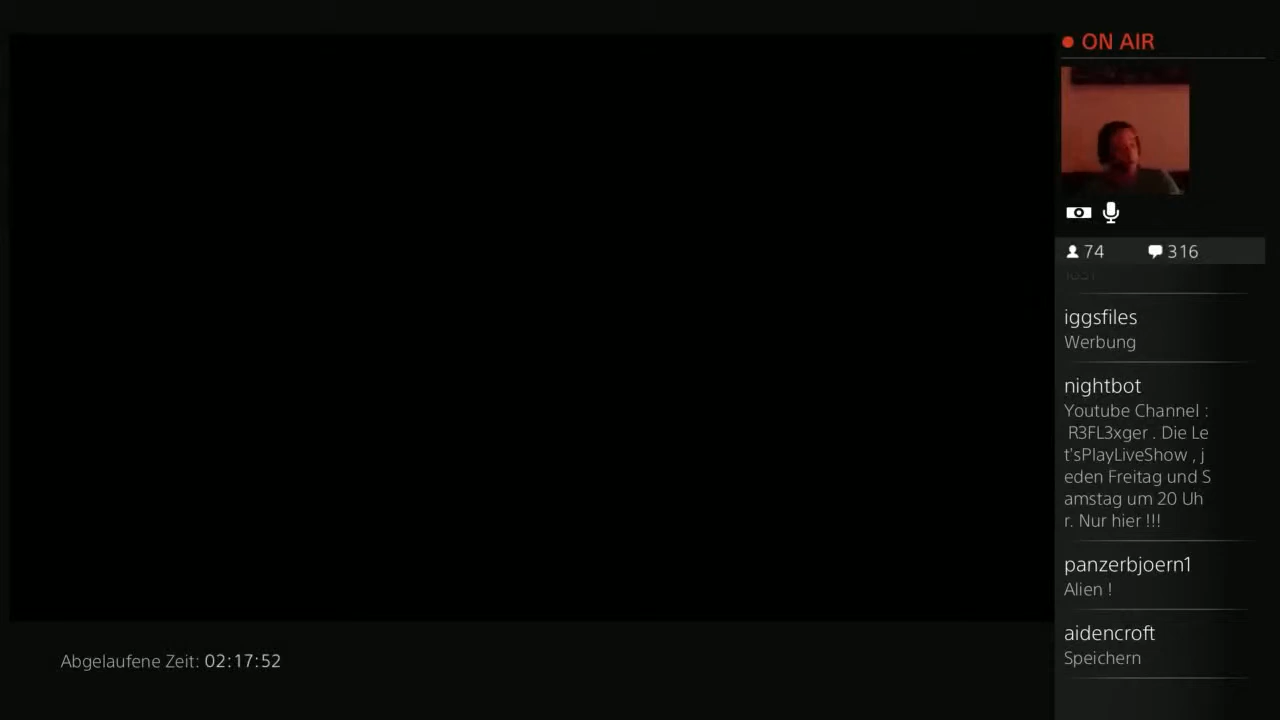 ON AIR
74 316
iggsfiles
Werbung
nightbot
Youtube Channel :
R3FL3xger . Die Le
t'sPlayLiveShow , j
eden Freitag und S
amstag um 20 Uh
r. Nur hier !!!
panzerbjoern1
Alien !
aidencroft
Speichern
Abgelaufene Zeit: 02:17:52